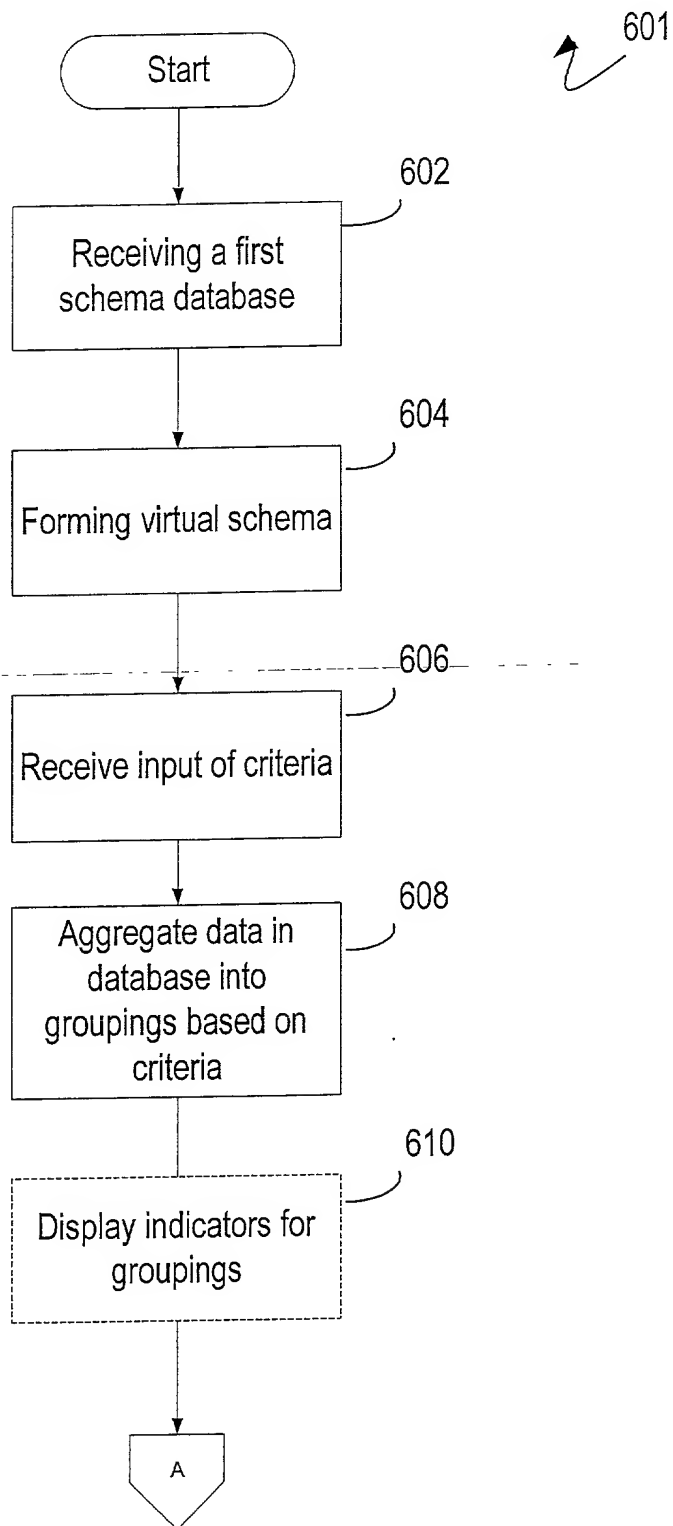 601
Start
602
Receiving a first
schema database
604
Forming virtual schema
606
Receive input of criteria
608
Aggregate data in
database into
groupings based on
criteria
610
Display indicators for
groupings
A